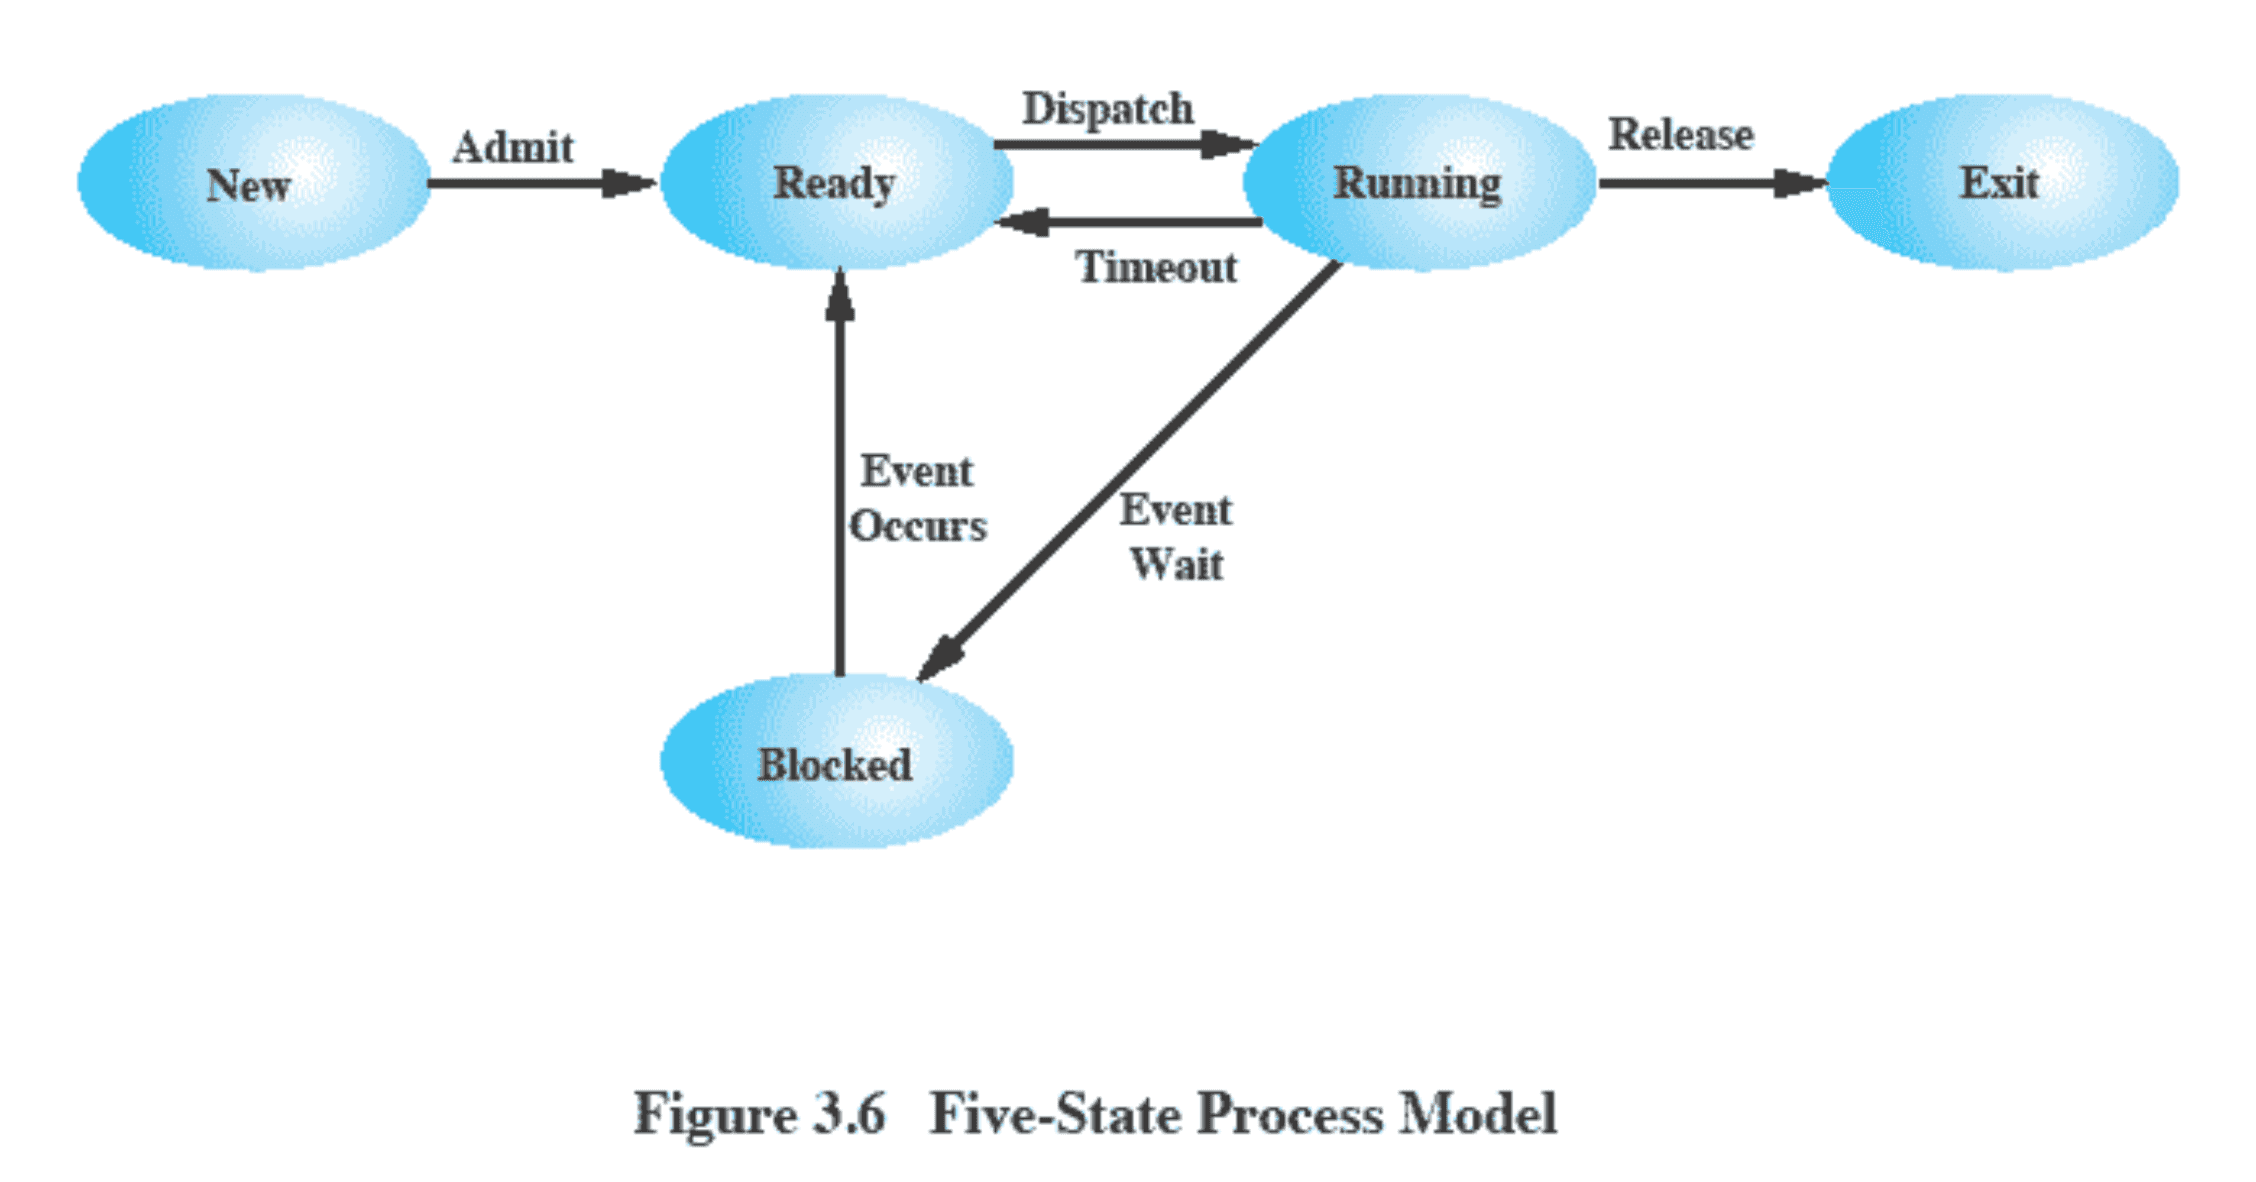 Dispatch
Admit
Release
New
Ready
Running
Exit
Timeout
Event
Occurs
Event
Wait
Blocked
Figure 3.6 Five-State Process Model